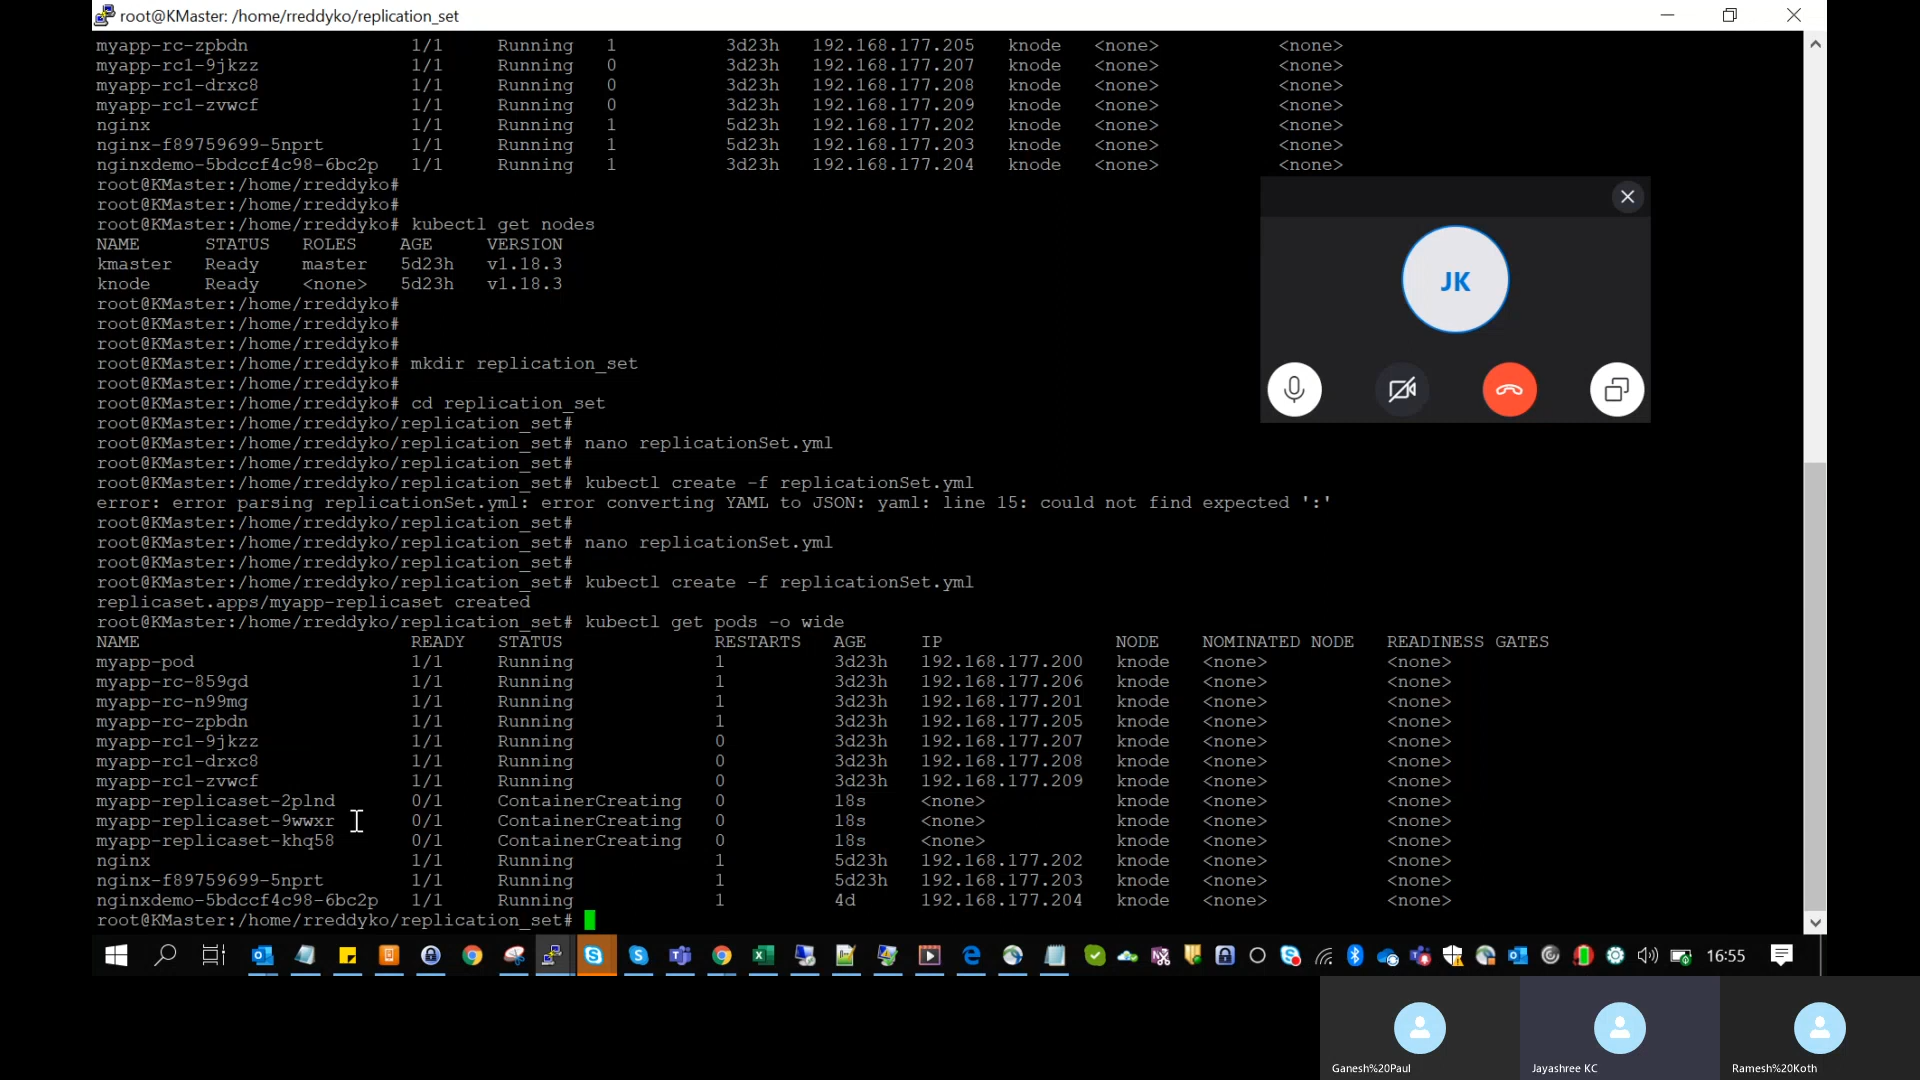 root@KMaster: /home/rreddyko/replication_set
myapp-rc-zpbdn 1/1 Running 1 3d23h 192.168.177.205 knode <none> <none>
myapp-rc1-9jkzz 1/1 Running 0 3d23h 192.168.177.207 knode <none> <none>
myapp-rc1-drxc8 1/1 Running 0 3d23h 192.168.177.208 knode <none> <none>
myapp-rc1-zvwcf 1/1 Running 0 3d23h 192.168.177.209 knode <none> <none>
nginx 1/1 Running 1 5d23h 192.168.177.202 knode <none> <none>
nginx-f89759699-5nprt 1/1 Running 1 5d23h 192.168.177.203 knode <none> <none>
nginxdemo-5bdccf4c98-6bc2p 1/1 Running 1 3d23h 192.168.177.204 knode <none> <none>
root@KMaster:/home/rreddyko#
root@KMaster:/home/rreddyko#
root@KMaster:/home/rreddyko# kubectl get nodes
NAME STATUS ROLES AGE VERSION
kmaster Ready master 5d23h v1.18.3
knode Ready <none> 5d23h v1.18.3
root@KMaster:/home/rreddyko#
root@KMaster:/home/rreddyko#
root@KMaster:/home/rreddyko#
root@KMaster:/home/rreddyko# mkdir replication_set
root@KMaster:/home/rreddyko#
root@KMaster:/home/rreddyko# cd replication_set
root@KMaster:/home/rreddyko/replication_set#
root@KMaster:/home/rreddyko/replication_set# nano replicationSet.yml
root@KMaster:/home/rreddyko/replication_set#
root@KMaster:/home/rreddyko/replication_set# kubectl create -f replicationSet.yml
error: error parsing replicationSet.yml: error converting YAML to JSON: yaml: line 15: could not find expected ':'
root@KMaster:/home/rreddyko/replication_set#
root@KMaster:/home/rreddyko/replication_set# nano replicationSet.yml
root@KMaster:/home/rreddyko/replication_set#
root@KMaster:/home/rreddyko/replication_set# kubectl create -f replicationSet.yml
replicaset.apps/myapp-replicaset created
root@KMaster:/home/rreddyko/replication_set# kubectl get pods -o wide
NAME READY STATUS RESTARTS AGE IP NODE NOMINATED NODE READINESS GATES
myapp-pod 1/1 Running 1 3d23h 192.168.177.200 knode <none> <none>
myapp-rc-859gd 1/1 Running 1 3d23h 192.168.177.206 knode <none> <none>
myapp-rc-n99mg 1/1 Running 1 3d23h 192.168.177.201 knode <none> <none>
myapp-rc-zpbdn 1/1 Running 1 3d23h 192.168.177.205 knode <none> <none>
myapp-rc1-9jkzz 1/1 Running 0 3d23h 192.168.177.207 knode <none> <none>
myapp-rc1-drxc8 1/1 Running 0 3d23h 192.168.177.208 knode <none> <none>
myapp-rc1-zvwcf 1/1 Running 0 3d23h 192.168.177.209 knode <none> <none>
myapp-replicaset-2plnd 0/1 ContainerCreating 0 18s <none> knode <none> <none>
myapp-replicaset-9wwxr 0/1 ContainerCreating 0 18s <none> knode <none> <none>
myapp-replicaset-khq58 0/1 ContainerCreating 0 18s <none> knode <none> <none>
nginx 1/1 Running 1 5d23h 192.168.177.202 knode <none> <none>
nginx-f89759699-5nprt 1/1 Running 1 5d23h 192.168.177.203 knode <none> <none>
nginxdemo-5bdccf4c98-6bc2p 1/1 Running 1 4d 192.168.177.204 knode <none> <none>
root@KMaster:/home/rreddyko/replication_set#
JK
16:55
Ganesh%20Paul
Jayashree KC
Ramesh%20Koth